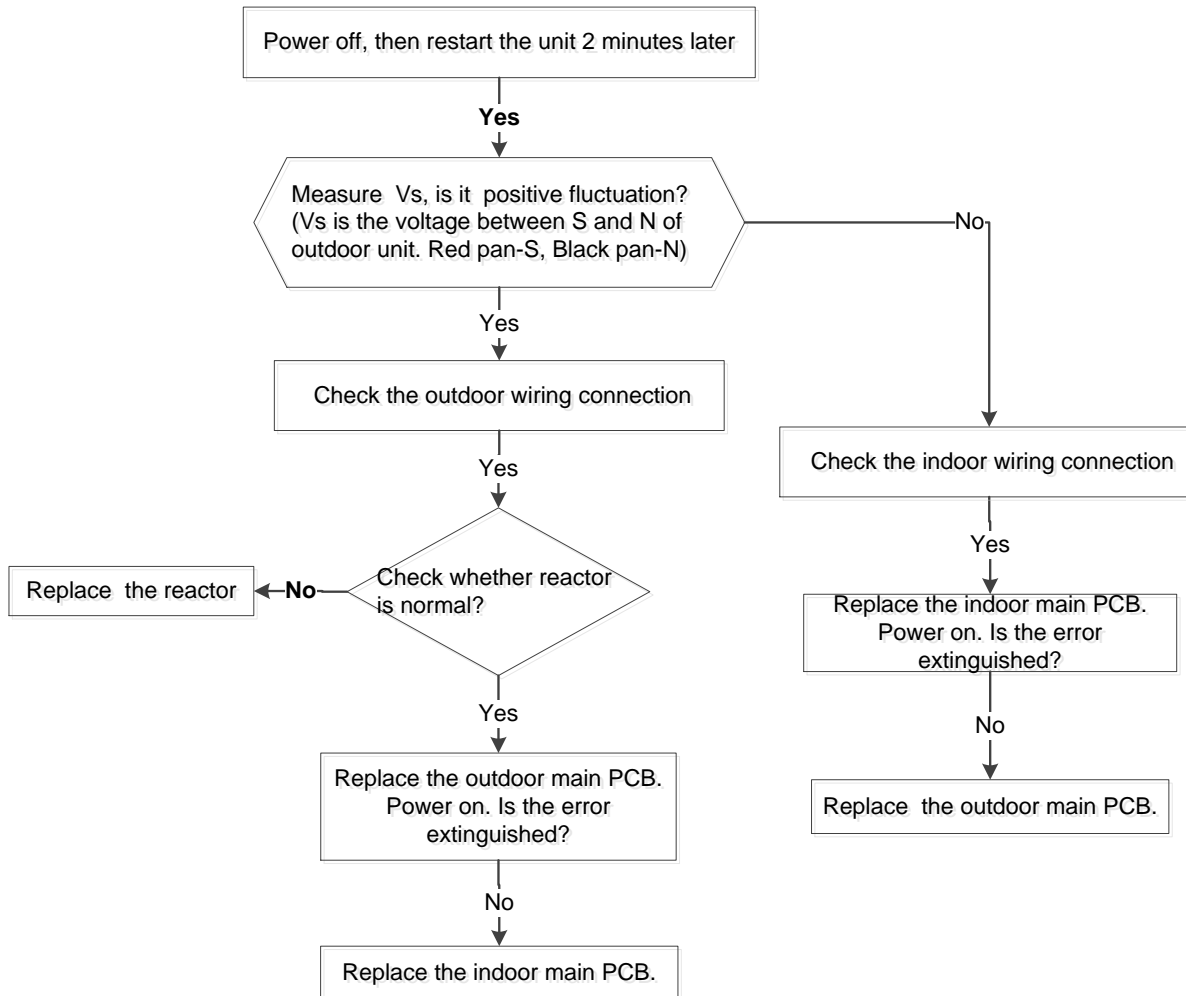 Power off, then restart the unit 2 minutes later
Yes
Measure Vs, is it positive fluctuation?
(Vs is the voltage between S and N of
outdoor unit. Red pan-S, Black pan-N)
No
Yes
Check the outdoor wiring connection
Check the indoor wiring connection
Yes
Yes
Check whether reactor
is normal?
No
Replace the reactor
Replace the indoor main PCB.
Power on. Is the error
extinguished?
Yes
No
Replace the outdoor main PCB.
Power on. Is the error
extinguished?
Replace the outdoor main PCB.
No
Replace the indoor main PCB.